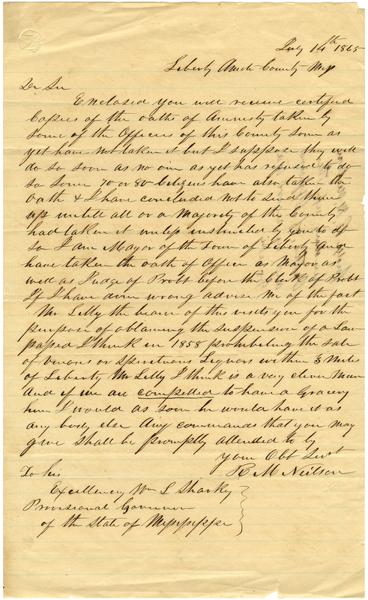 July 14th 1865
Liberty Amite County Miss
Dr Sir
Enclosed you will receive certified
Copies of the oaths of Amnesty taken by
some of the Officers of this County some as
yet have not taken it but I suppose they will
do so soon as no one as yet has refused to do
so some 70 or 80 Citizens have also taken the
oath & I have concluded not to send them
up untill all or a Majority of the County
had taken it unless instructed by you to do
so I am Mayor of the Town of Liberty
have taken the oath of Office as Mayor as
well as Judge of Probt before the Clerk of Probt
If I have done wrong advise me of the fact
Mr Lilly the bearer of this visits you for the
purpose of obtaining the suspension of a Law
passed I think in 1858 prohibiting the sale
of vinous or spirituous Liquors within 5 Miles
of Liberty Mr Lilly I think is a very clever Man
And if we are compelled to have a Grocery
here I would as soon he would have it as
any body else Any commands that you may
give shall be promptly attended to by
your Obt Svt
R M Neilson
To his
Excellency Wm L Sharkey
Provisional Governor
of the State of Mississippi